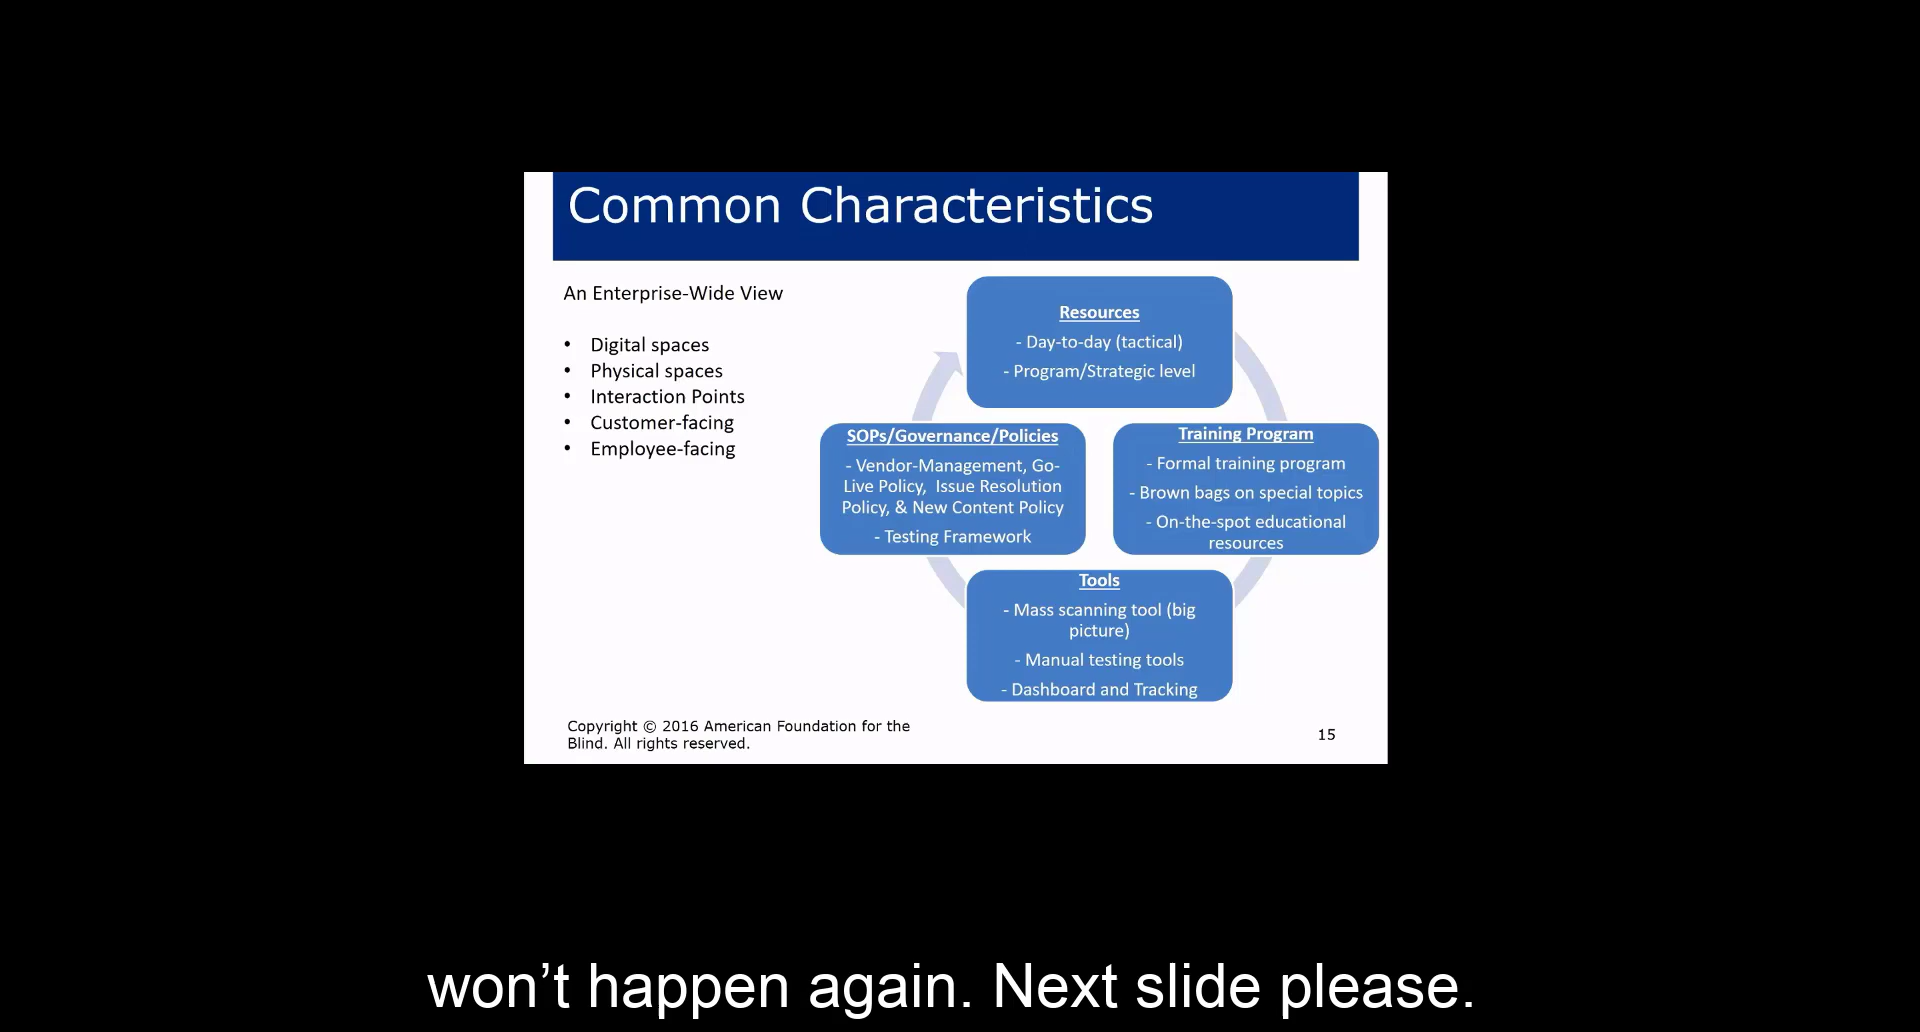 Common Characteristics
An Enterprise-Wide View
• Digital spaces
• Physical spaces
• Interaction Points
• Customer-facing
• Employee-facing
Resources
- Day-to-day (tactical)
- Program/Strategic level
SOPs/Governance/Policies
- Vendor-Management, Go-
Live Policy,  Issue Resolution
Policy, & New Content Policy
- Testing Framework
Training Program
- Formal training program
- Brown bags on special topics
- On-the-spot educational
resources
Tools
- Mass scanning tool (big
picture)
- Manual testing tools
- Dashboard and Tracking
Copyright © 2016 American Foundation for the
Blind. All rights reserved.
15
won’t happen again. Next slide please.